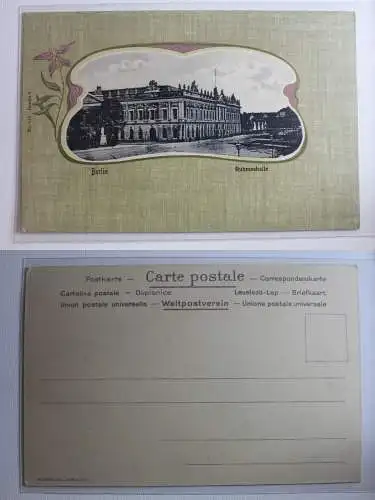 Berlin
Ruhmeshalle
Postkarte — Carte postale — Correspondenzkarte
Cartolina postale — Dopisnice Levelezö-Lap — Briefkaart.
Union postale universelle — Weltpostverein — Unione postale universale